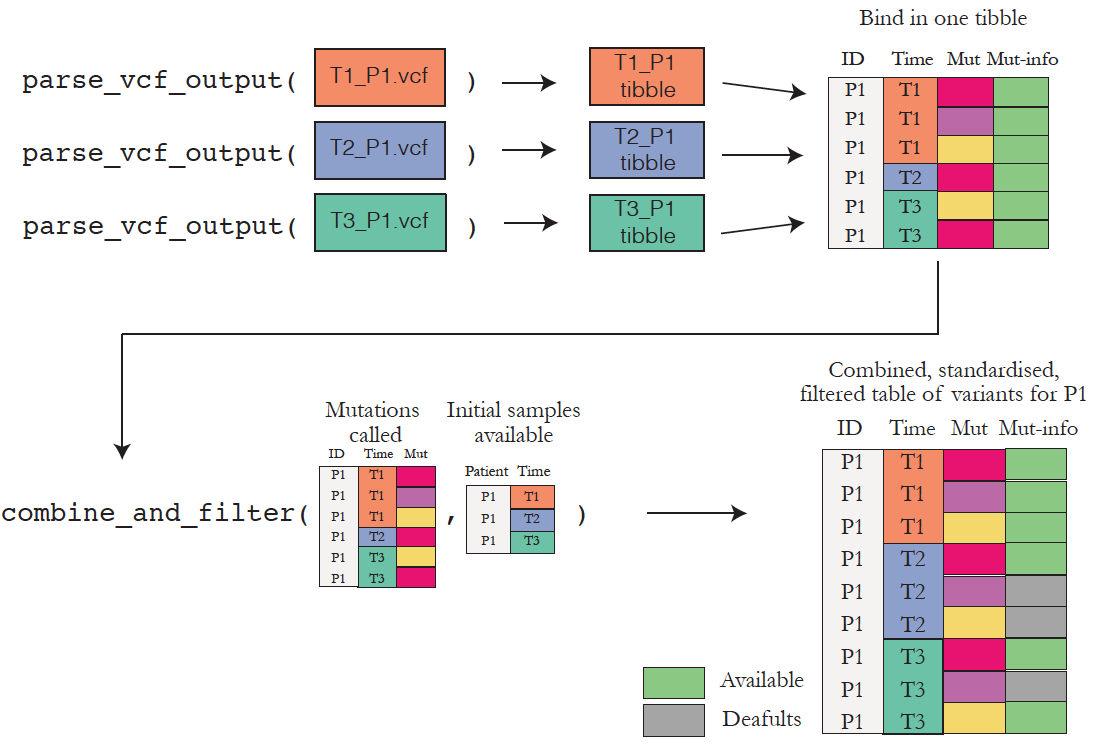 Bind in one tibble
ID Time Mut Mut-info
parse_vcf_output( T1_P1.vcf ) T1_P1 tibble
parse_vcf_output( T2_P1.vcf ) T2_P1 tibble
parse_vcf_output( T3_P1.vcf ) T3_P1 tibble
P1 T1
P1 T1
P1 T1
P1 T2
P1 T3
P1 T3
Mutations called
ID Time Mut
P1 T1
P1 T1
P1 T1
P1 T2
P1 T3
P1 T3
Initial samples available
Patient Time
P1 T1
P1 T2
P1 T3
combine_and_filter( , )
Combined, standardised,
filtered table of variants for P1
ID Time Mut Mut-info
P1 T1
P1 T1
P1 T1
P1 T2
P1 T2
P1 T2
P1 T3
P1 T3
P1 T3
Available
Deafults